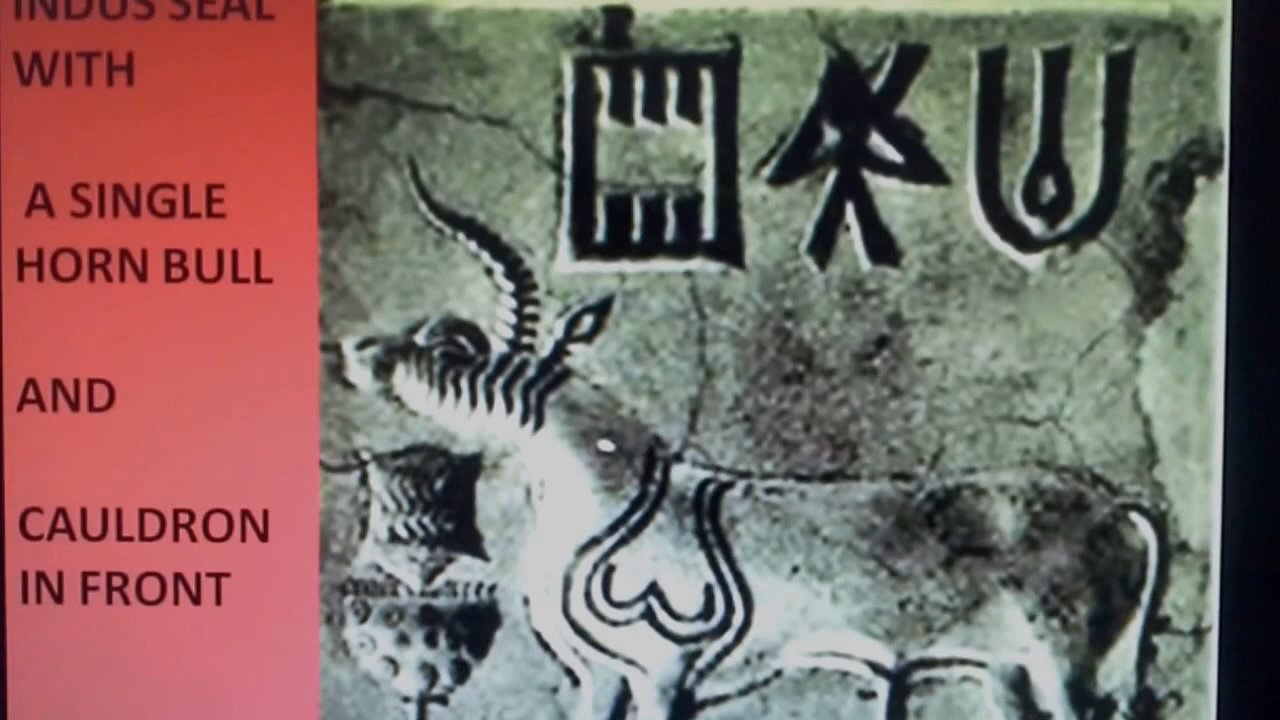 INDUS SEAL
WITH
A SINGLE
HORN BULL
AND
CAULDRON
IN FRONT